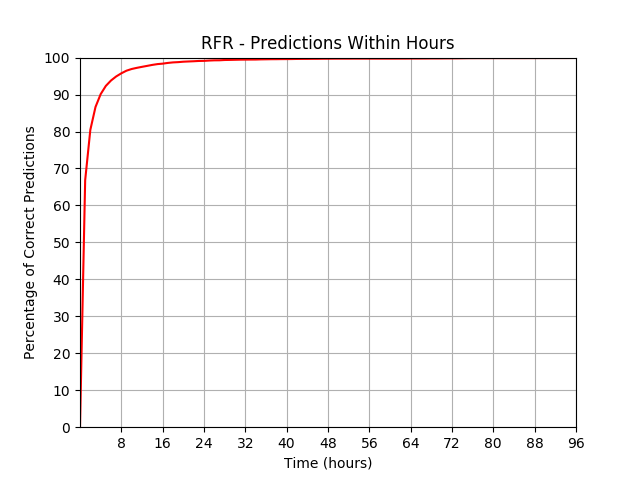 RFR - Predictions Within Hours
Percentage of Correct Predictions
100
90
80
70
60
50
40
30
20
10
0
8 16 24 32 40 48 56 64 72 80 88 96
Time (hours)